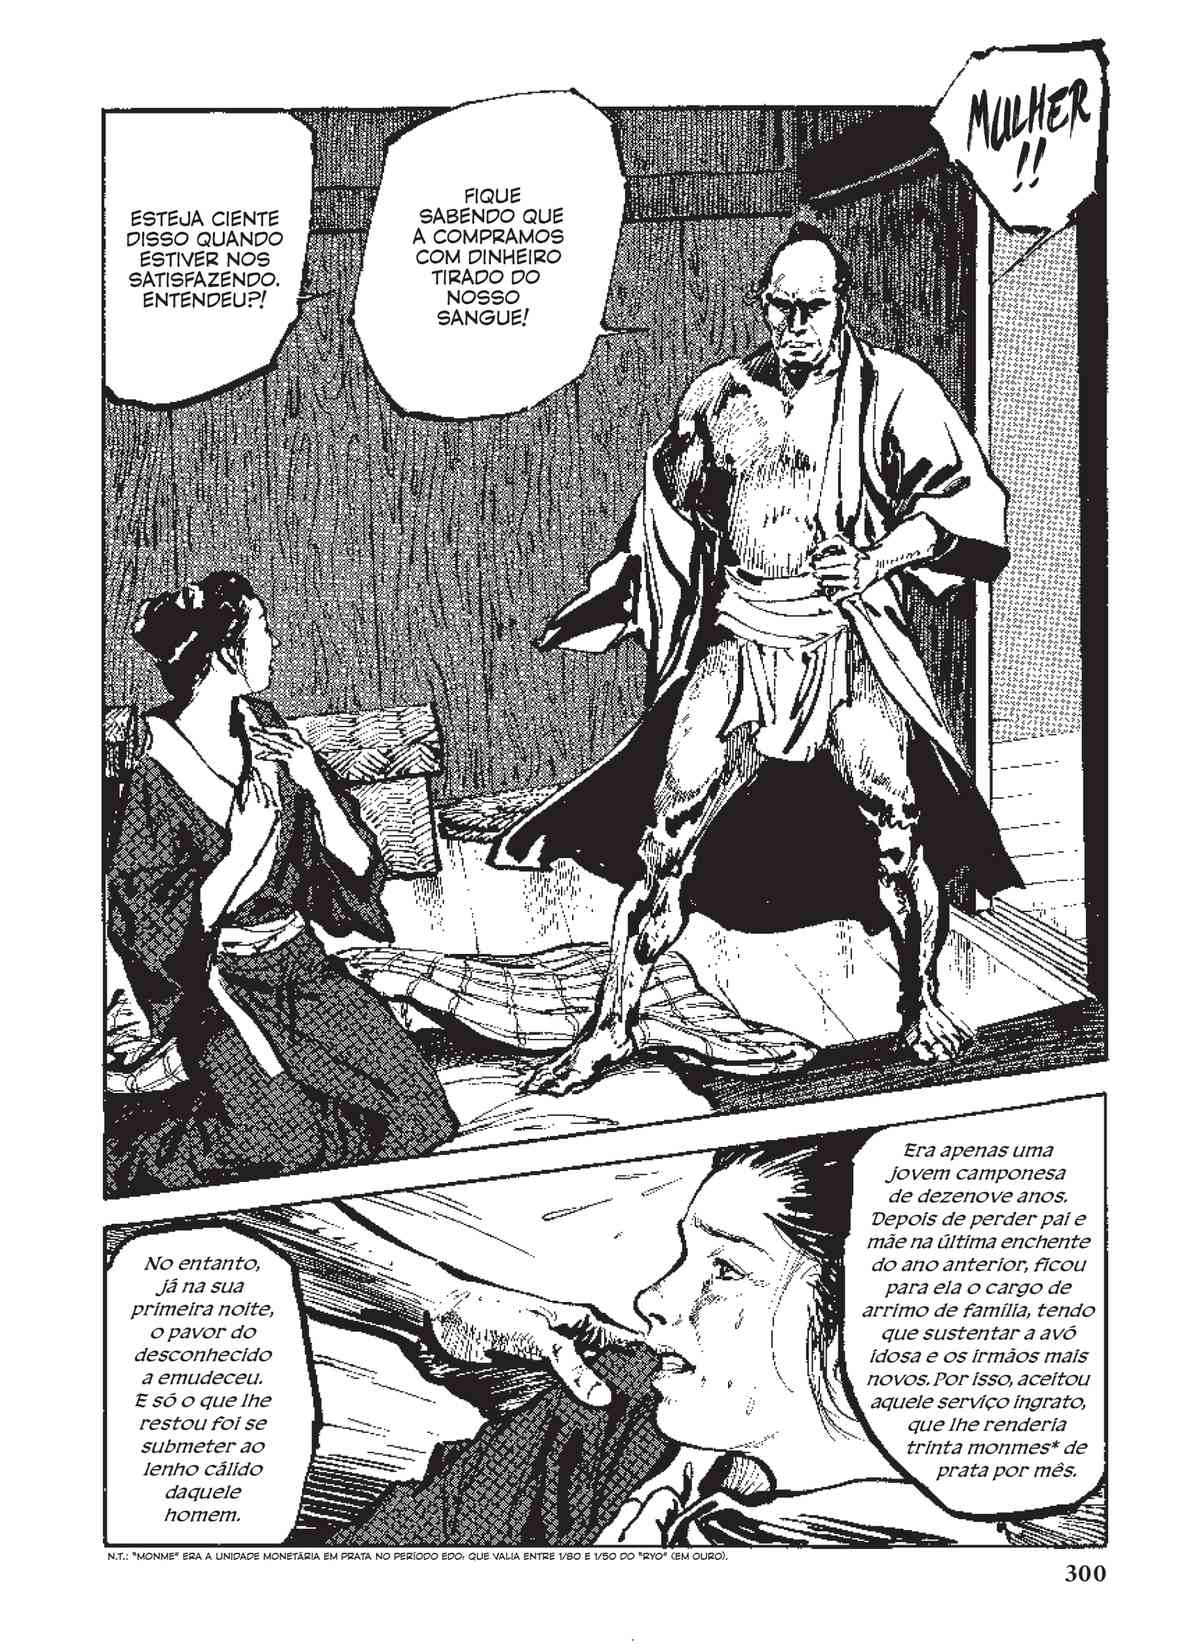 MULHER
!!
FIQUE
SABENDO QUE
A COMPRAMOS
COM DINHEIRO
TIRADO DO
NOSSO
SANGUE!
ESTEJA CIENTE
DISSO QUANDO
ESTIVER NOS
SATISFAZENDO.
ENTENDEU?!
Era apenas uma
jovem camponesa
de dezenove anos.
Depois de perder pai e
mãe na última enchente
do ano anterior, ficou
para ela o cargo de
arrimo de família, tendo
que sustentar a avó
idosa e os irmãos mais
novos. Por isso, aceitou
aquele serviço ingrato,
que lhe renderia
trinta monmes* de
prata por mês.
No entanto,
já na sua
primeira noite,
o pavor do
desconhecido
a emudeceu.
E só o que lhe
restou foi se
submeter ao
lenho cálido
daquele
homem.
N.T.: "MONME" ERA A UNIDADE MONETÁRIA EM PRATA NO PERÍODO EDO, QUE VALIA ENTRE 1/80 E 1/50 DO "RYO" (EM OURO).
300